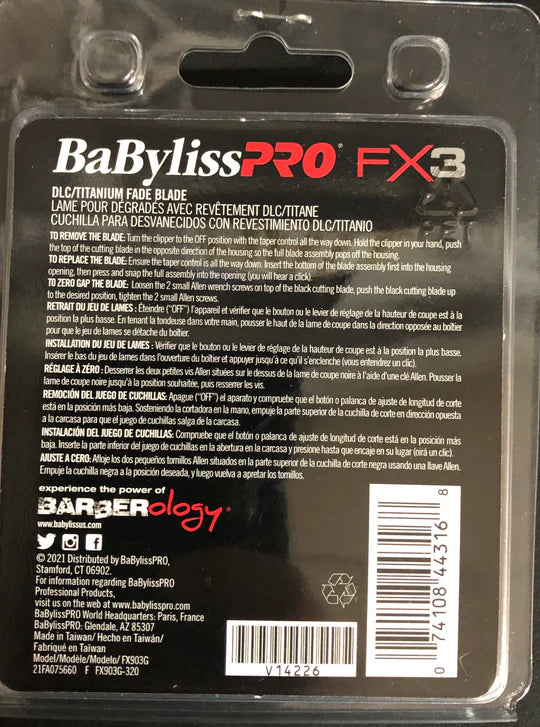 BaBylissPRO® FX3
PET
DLC/TITANIUM FADE BLADE
LAME POUR DÉGRADÉS AVEC REVÊTEMENT DLC/TITANE
CUCHILLA PARA DESVANECIDOS CON REVESTIMIENTO DLC/TITANIO
TO REMOVE THE BLADE: Turn the clipper to the OFF position with the taper control all the way down. Hold the clipper in your hand, push
the top of the cutting blade in the opposite direction of the housing so the full blade assembly pops off the housing.
TO REPLACE THE BLADE: Ensure the taper control is all the way down. Insert the bottom of the blade assembly first into the housing
opening, then press and snap the full assembly into the opening (you will hear a click).
TO ZERO GAP THE BLADE: Loosen the 2 small Allen wrench screws on top of the black cutting blade, push the black cutting blade up
to the desired position, tighten the 2 small Allen screws.
RETRAIT DU JEU DE LAMES : Éteindre ("OFF") l'appareil et vérifier que le bouton ou le levier de réglage de la hauteur de coupe est à la
position la plus basse. En tenant la tondeuse dans votre main, pousser le haut de la lame de coupe dans la direction opposée au boîtier
pour que le jeu de lames se détache du boîtier.
INSTALLATION DU JEU DE LAMES : Vérifier que le bouton ou le levier de réglage de la hauteur de coupe est à la position la plus basse.
Insérer le bas du jeu de lames dans l'ouverture du boîtier et appuyer jusqu'à ce qu'il s'enclenche (vous entendrez un clic).
RÉGLAGE À ZÉRO : Desserrer les deux petites vis Allen situées sur le dessus de la lame de coupe noire à l'aide d'une clé Allen. Pousser la
lame de coupe noire jusqu'à la position souhaitée, puis resserrer les vis.
REMOCIÓN DEL JUEGO DE CUCHILLAS: Apague ("OFF") el aparato y compruebe que el botón o palanca de ajuste de longitud de corte
está en la posición más baja. Sosteniendo la cortadora en la mano, empuje la parte superior de la cuchilla de corte en dirección opuesta
a la carcasa para que el juego de cuchillas salga de la carcasa.
INSTALACIÓN DEL JUEGO DE CUCHILLAS: Compruebe que el botón o palanca de ajuste de longitud de corte está en la posición más
baja. Inserte la parte inferior del juego de cuchillas en la abertura de la carcasa y presione hasta que encaje en su lugar (oirá un clic).
AJUSTE A CERO: Afloje los dos pequeños tornillos Allen situados en la parte superior de la cuchilla de corte negra usando una llave Allen.
Empuje la cuchilla negra a la posición deseada, y luego vuelva a apretar los tornillos.
experience the power of
BARBERology®
www.babylissus.com
© 2021 Distributed by BaBylissPRO,
Stamford, CT 06902.
For information regarding BaBylissPRO
Professional Products,
visit us on the web at www.babylisspro.com
BaBylissPRO World Headquarters: Paris, France
BaBylissPRO: Glendale, AZ 85307
Made in Taiwan/ Hecho en Taiwán/
Fabriqué en Taïwan
Model/Modèle/Modelo/ FX903G
21FA075660 F FX903G-320
V14226
0 74108 44316 8